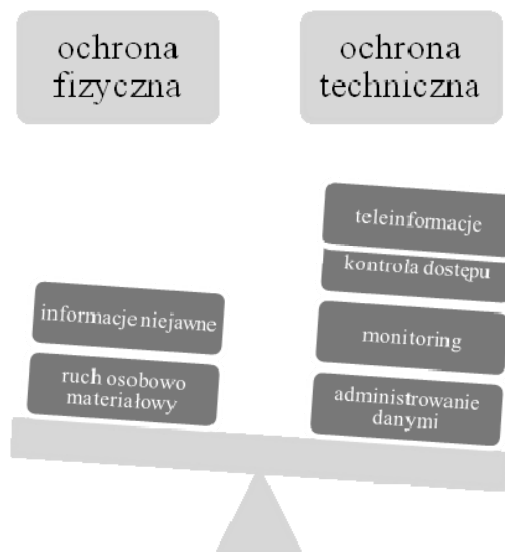 ochrona
fizyczna
ochrona
techniczna
teleinformacje
kontrola dostępu
informacje niejawne
monitoring
ruch osobowo
materiałowy
administrowanie
danymi